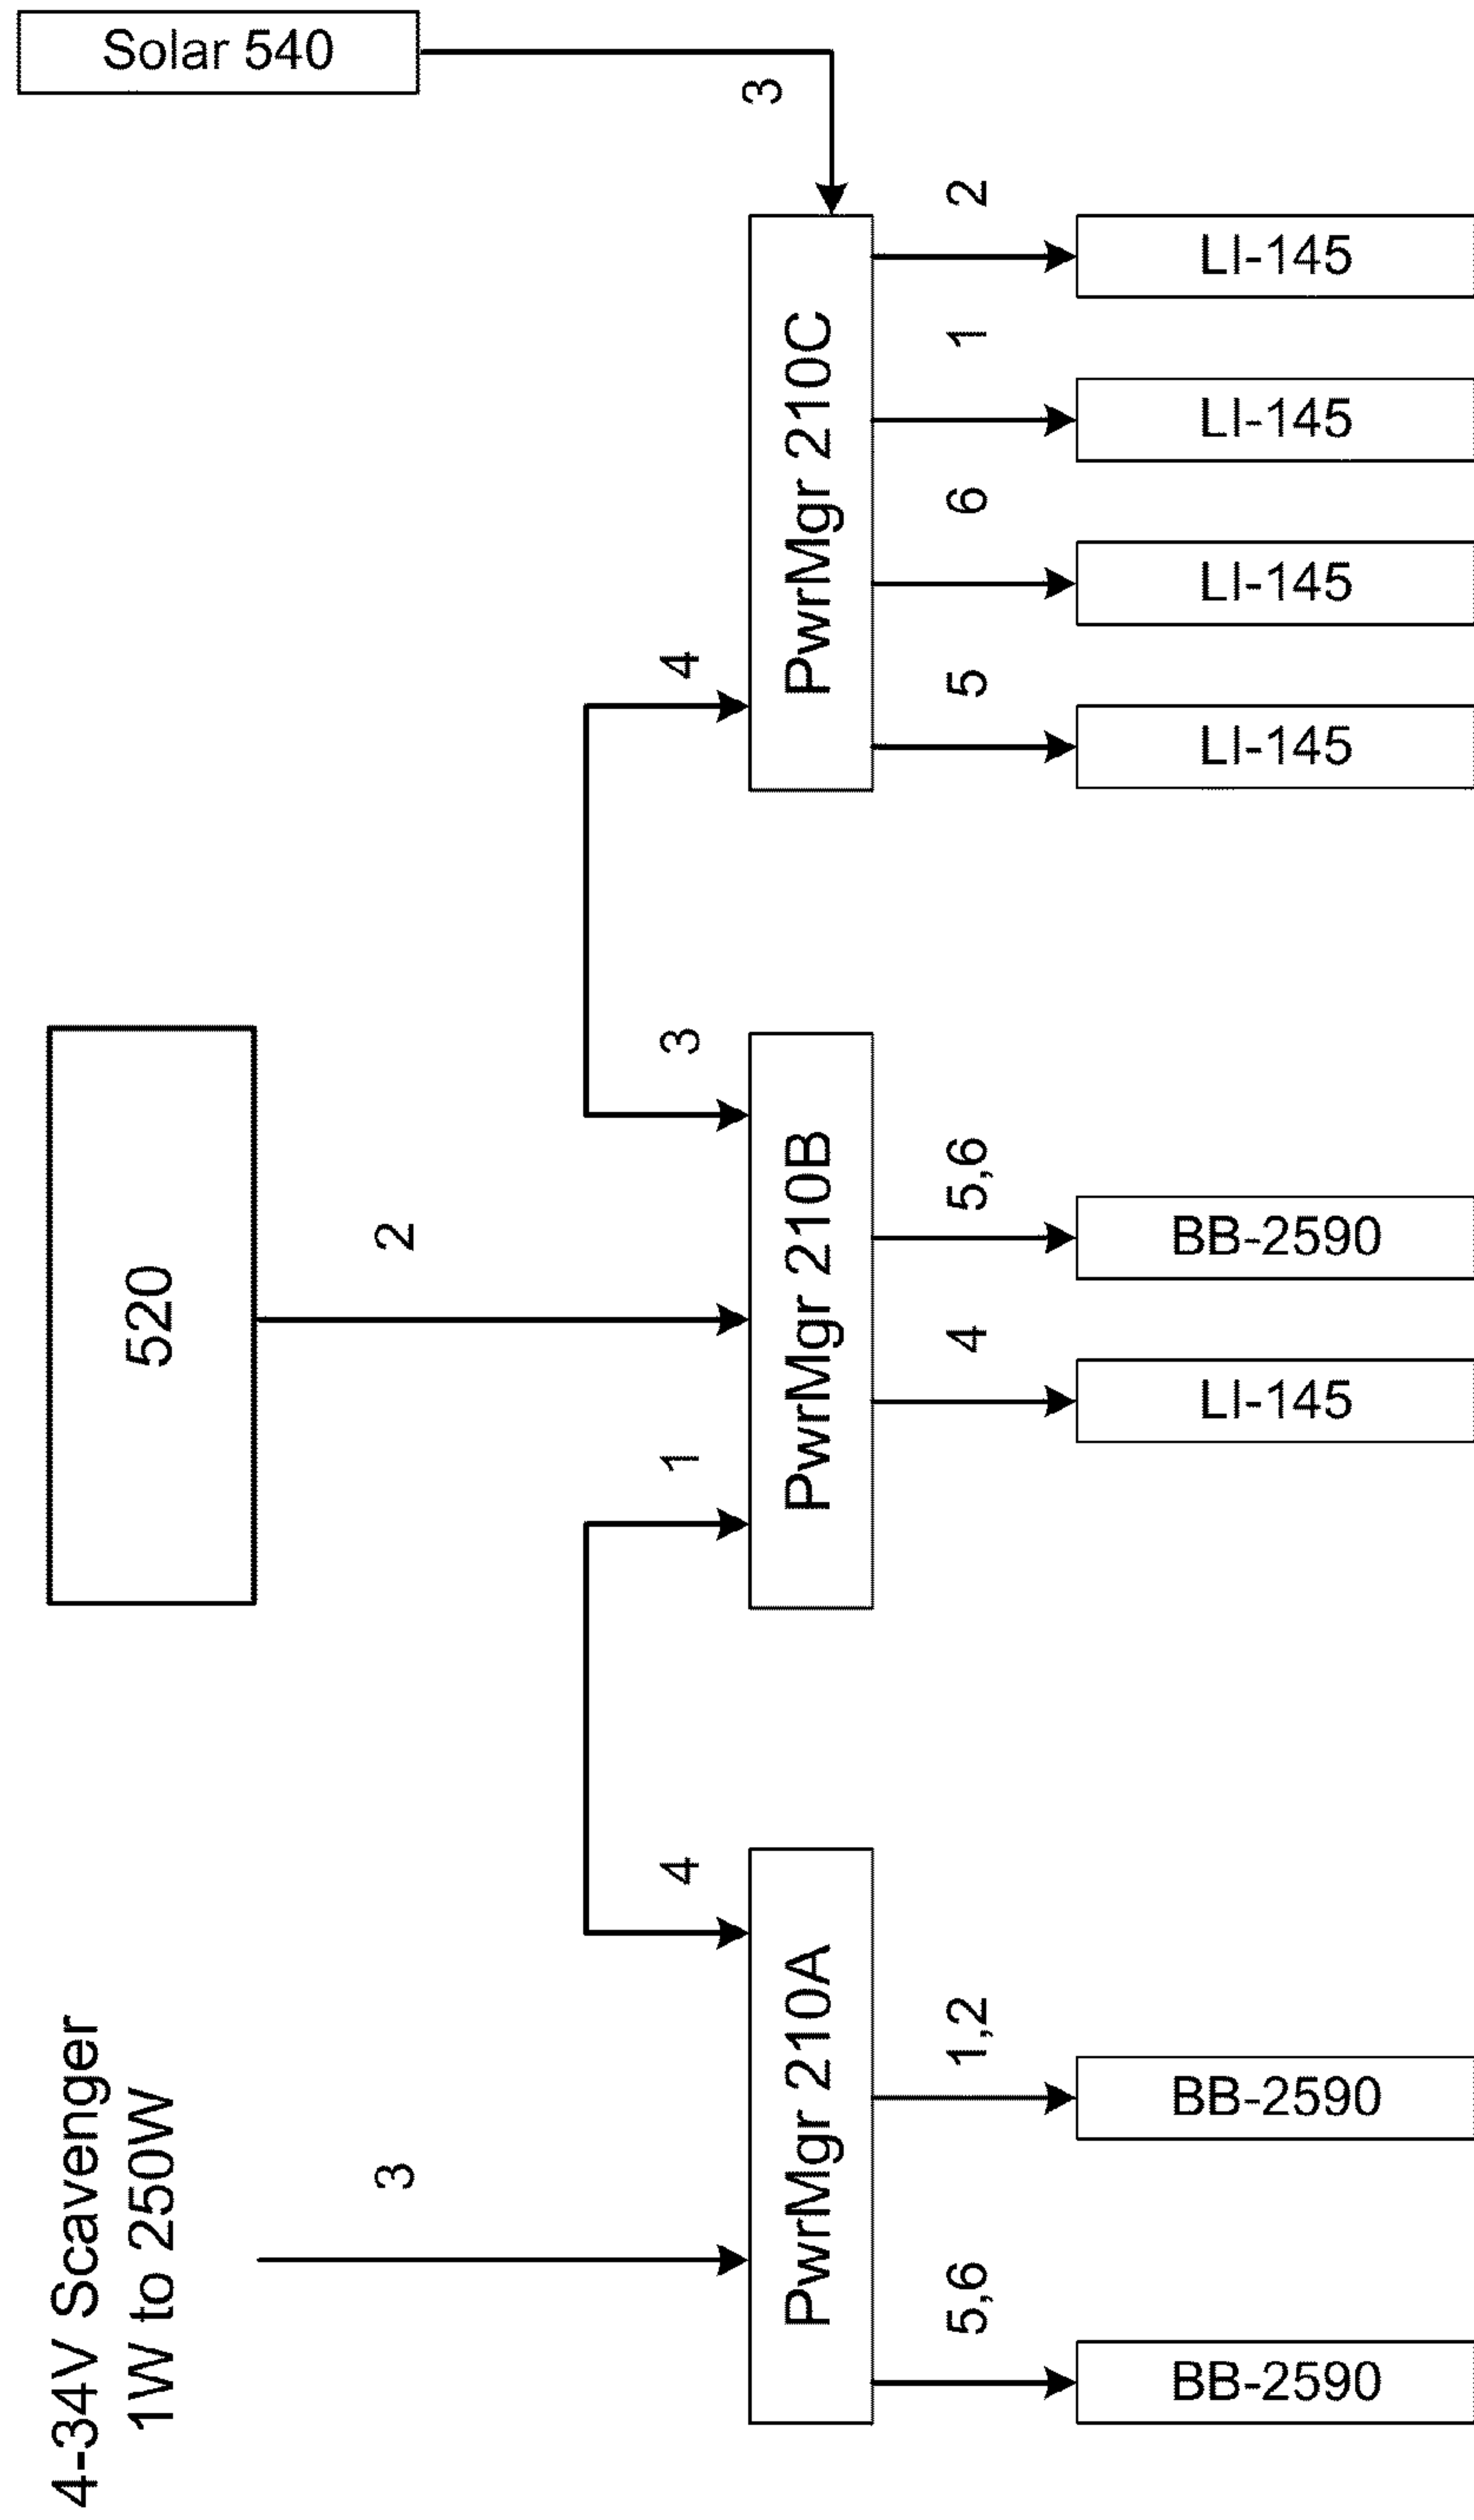 4-34V Scavenger
1W to 250W
520
Solar 540
3
2
3
4
1
3
4
PwrMgr 210A
PwrMgr 210B
PwrMgr 210C
5,6
1,2
4
5,6
5
6
1
2
BB-2590
BB-2590
LI-145
BB-2590
LI-145
LI-145
LI-145
LI-145